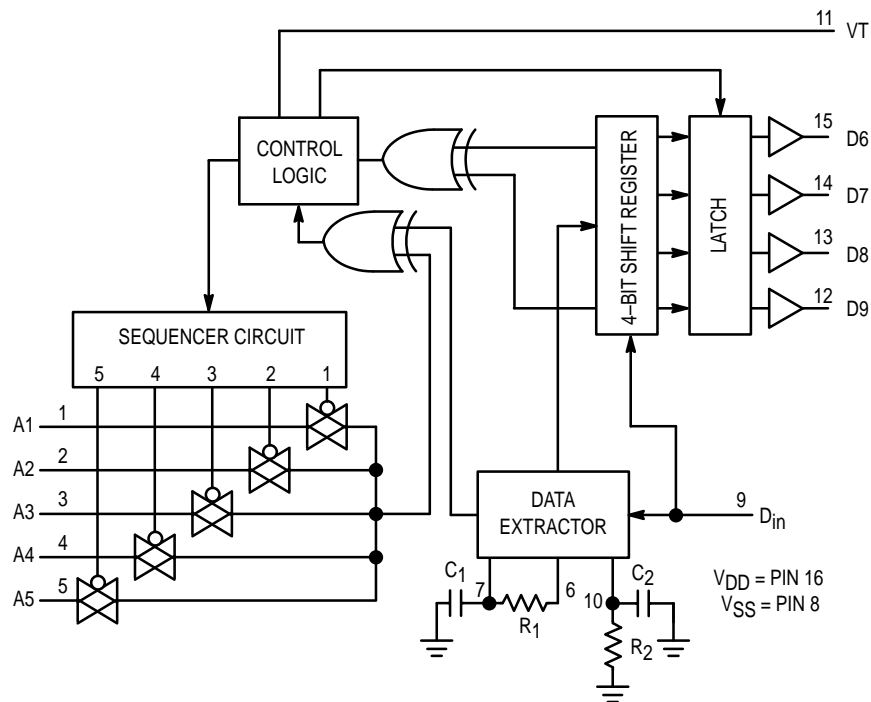 11 VT
CONTROL
LOGIC
4–BIT SHIFT REGISTER
LATCH
15 D6
14 D7
13 D8
12 D9
SEQUENCER CIRCUIT
5 4 3 2 1
A1 1
A2 2
A3 3
A4 4
A5 5
DATA
EXTRACTOR
9 Din
C1 7 R1 6 10 C2
R2
VDD = PIN 16
VSS = PIN 8